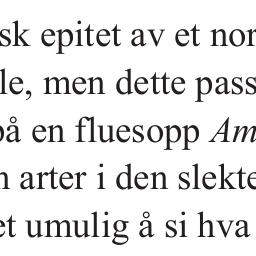 sk epitet av et nor
le, men dette pass
på en fluesopp Am
n arter i den slekte
et umulig å si hva